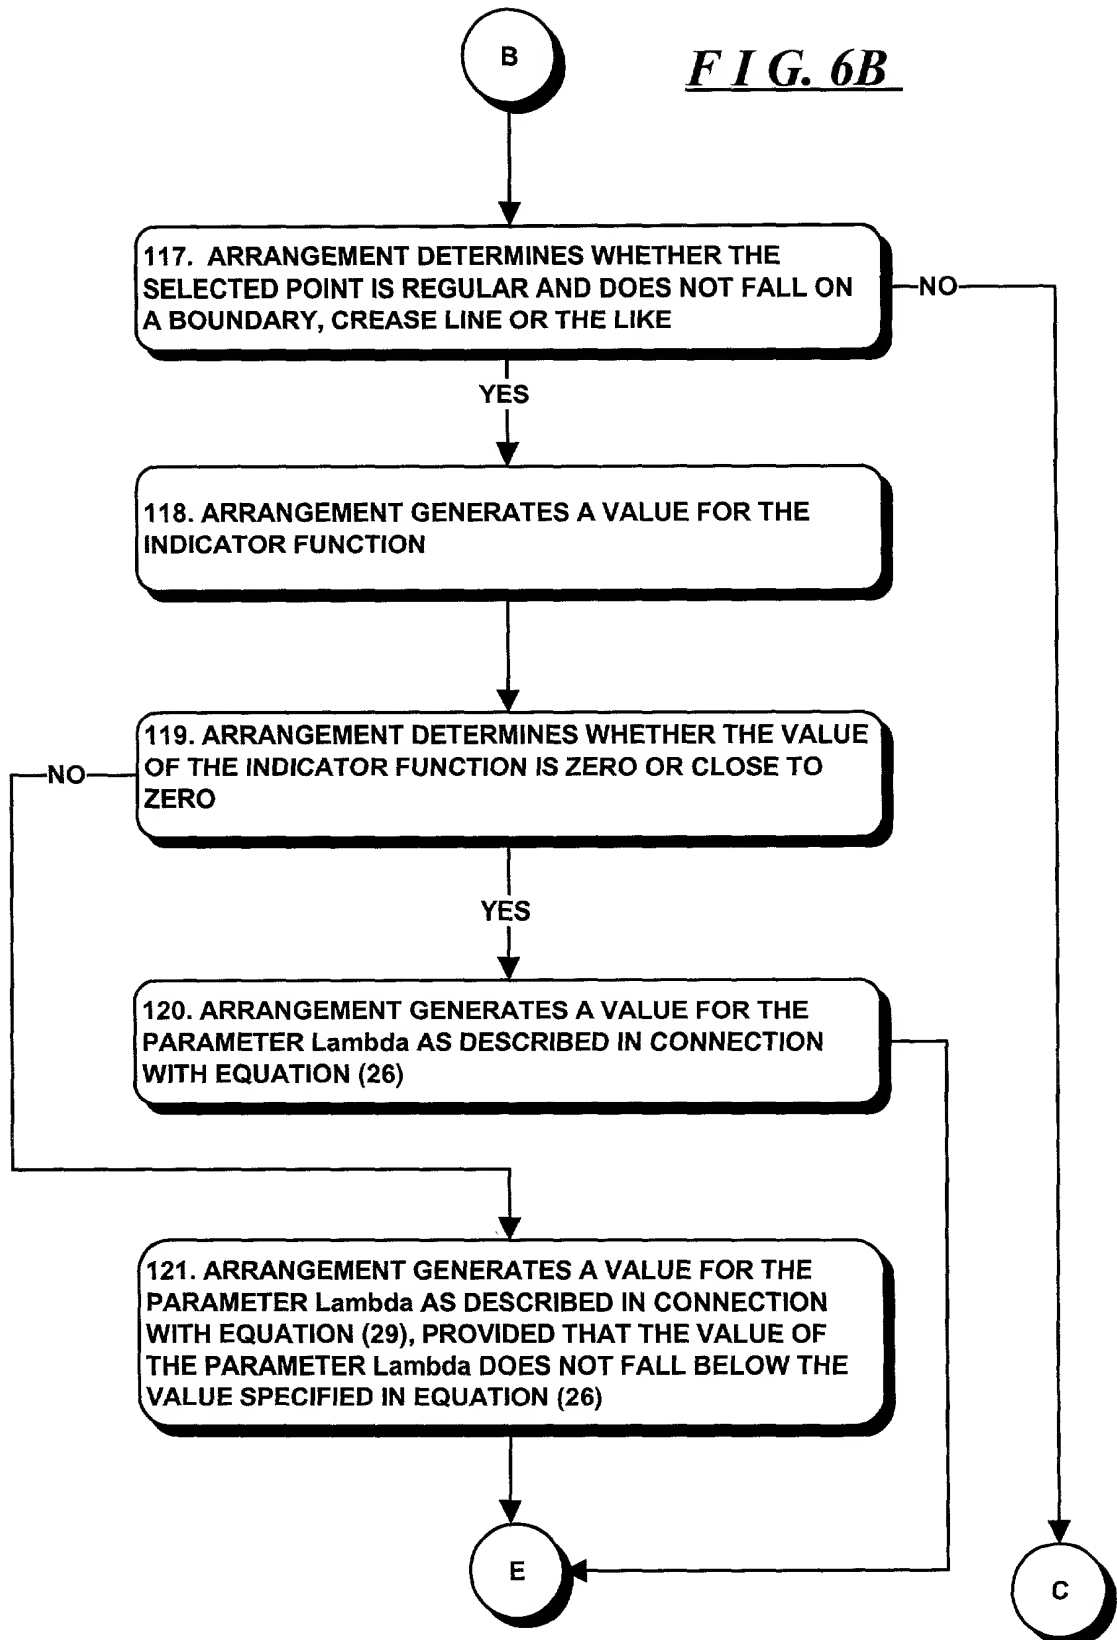 B
F I G. 6B
117. ARRANGEMENT DETERMINES WHETHER THE
SELECTED POINT IS REGULAR AND DOES NOT FALL ON
A BOUNDARY, CREASE LINE OR THE LIKE
NO
YES
118. ARRANGEMENT GENERATES A VALUE FOR THE
INDICATOR FUNCTION
119. ARRANGEMENT DETERMINES WHETHER THE VALUE
OF THE INDICATOR FUNCTION IS ZERO OR CLOSE TO
ZERO
NO
YES
120. ARRANGEMENT GENERATES A VALUE FOR THE
PARAMETER Lambda AS DESCRIBED IN CONNECTION
WITH EQUATION (26)
121. ARRANGEMENT GENERATES A VALUE FOR THE
PARAMETER Lambda AS DESCRIBED IN CONNECTION
WITH EQUATION (29), PROVIDED THAT THE VALUE OF
THE PARAMETER Lambda DOES NOT FALL BELOW THE
VALUE SPECIFIED IN EQUATION (26)
E
C